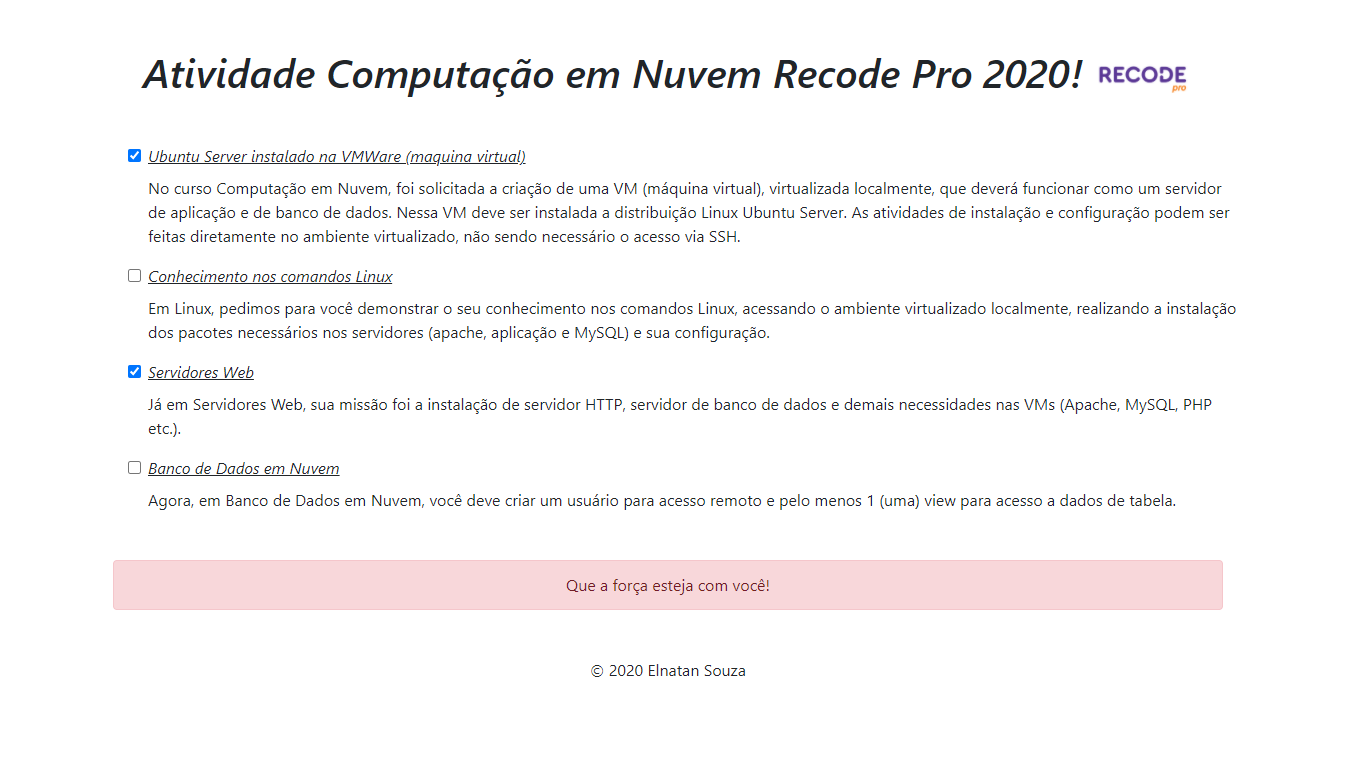 Atividade Computação em Nuvem Recode Pro 2020! RECODE pro
Ubuntu Server instalado na VMWare (maquina virtual)
No curso Computação em Nuvem, foi solicitada a criação de uma VM (máquina virtual), virtualizada localmente, que deverá funcionar como um servidor
de aplicação e de banco de dados. Nessa VM deve ser instalada a distribuição Linux Ubuntu Server. As atividades de instalação e configuração podem ser
feitas diretamente no ambiente virtualizado, não sendo necessário o acesso via SSH.
Conhecimento nos comandos Linux
Em Linux, pedimos para você demonstrar o seu conhecimento nos comandos Linux, acessando o ambiente virtualizado localmente, realizando a instalação
dos pacotes necessários nos servidores (apache, aplicação e MySQL) e sua configuração.
Servidores Web
Já em Servidores Web, sua missão foi a instalação de servidor HTTP, servidor de banco de dados e demais necessidades nas VMs (Apache, MySQL, PHP
etc.).
Banco de Dados em Nuvem
Agora, em Banco de Dados em Nuvem, você deve criar um usuário para acesso remoto e pelo menos 1 (uma) view para acesso a dados de tabela.
Que a força esteja com você!
© 2020 Elnatan Souza